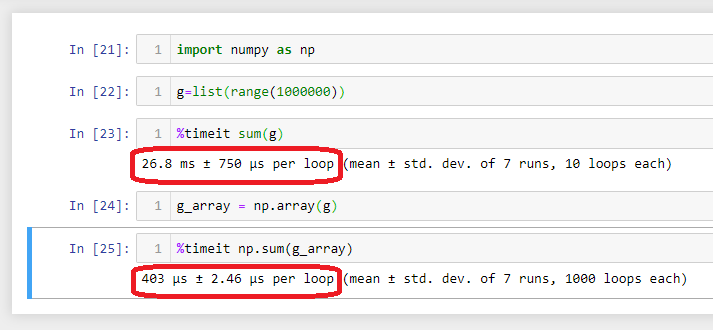 In [21]: 1 import numpy as np
In [22]: 1 g=list(range(1000000))
In [23]: 1 %timeit sum(g)
26.8 ms ± 750 µs per loop (mean ± std. dev. of 7 runs, 10 loops each)
In [24]: 1 g_array = np.array(g)
In [25]: 1 %timeit np.sum(g_array)
403 µs ± 2.46 µs per loop (mean ± std. dev. of 7 runs, 1000 loops each)